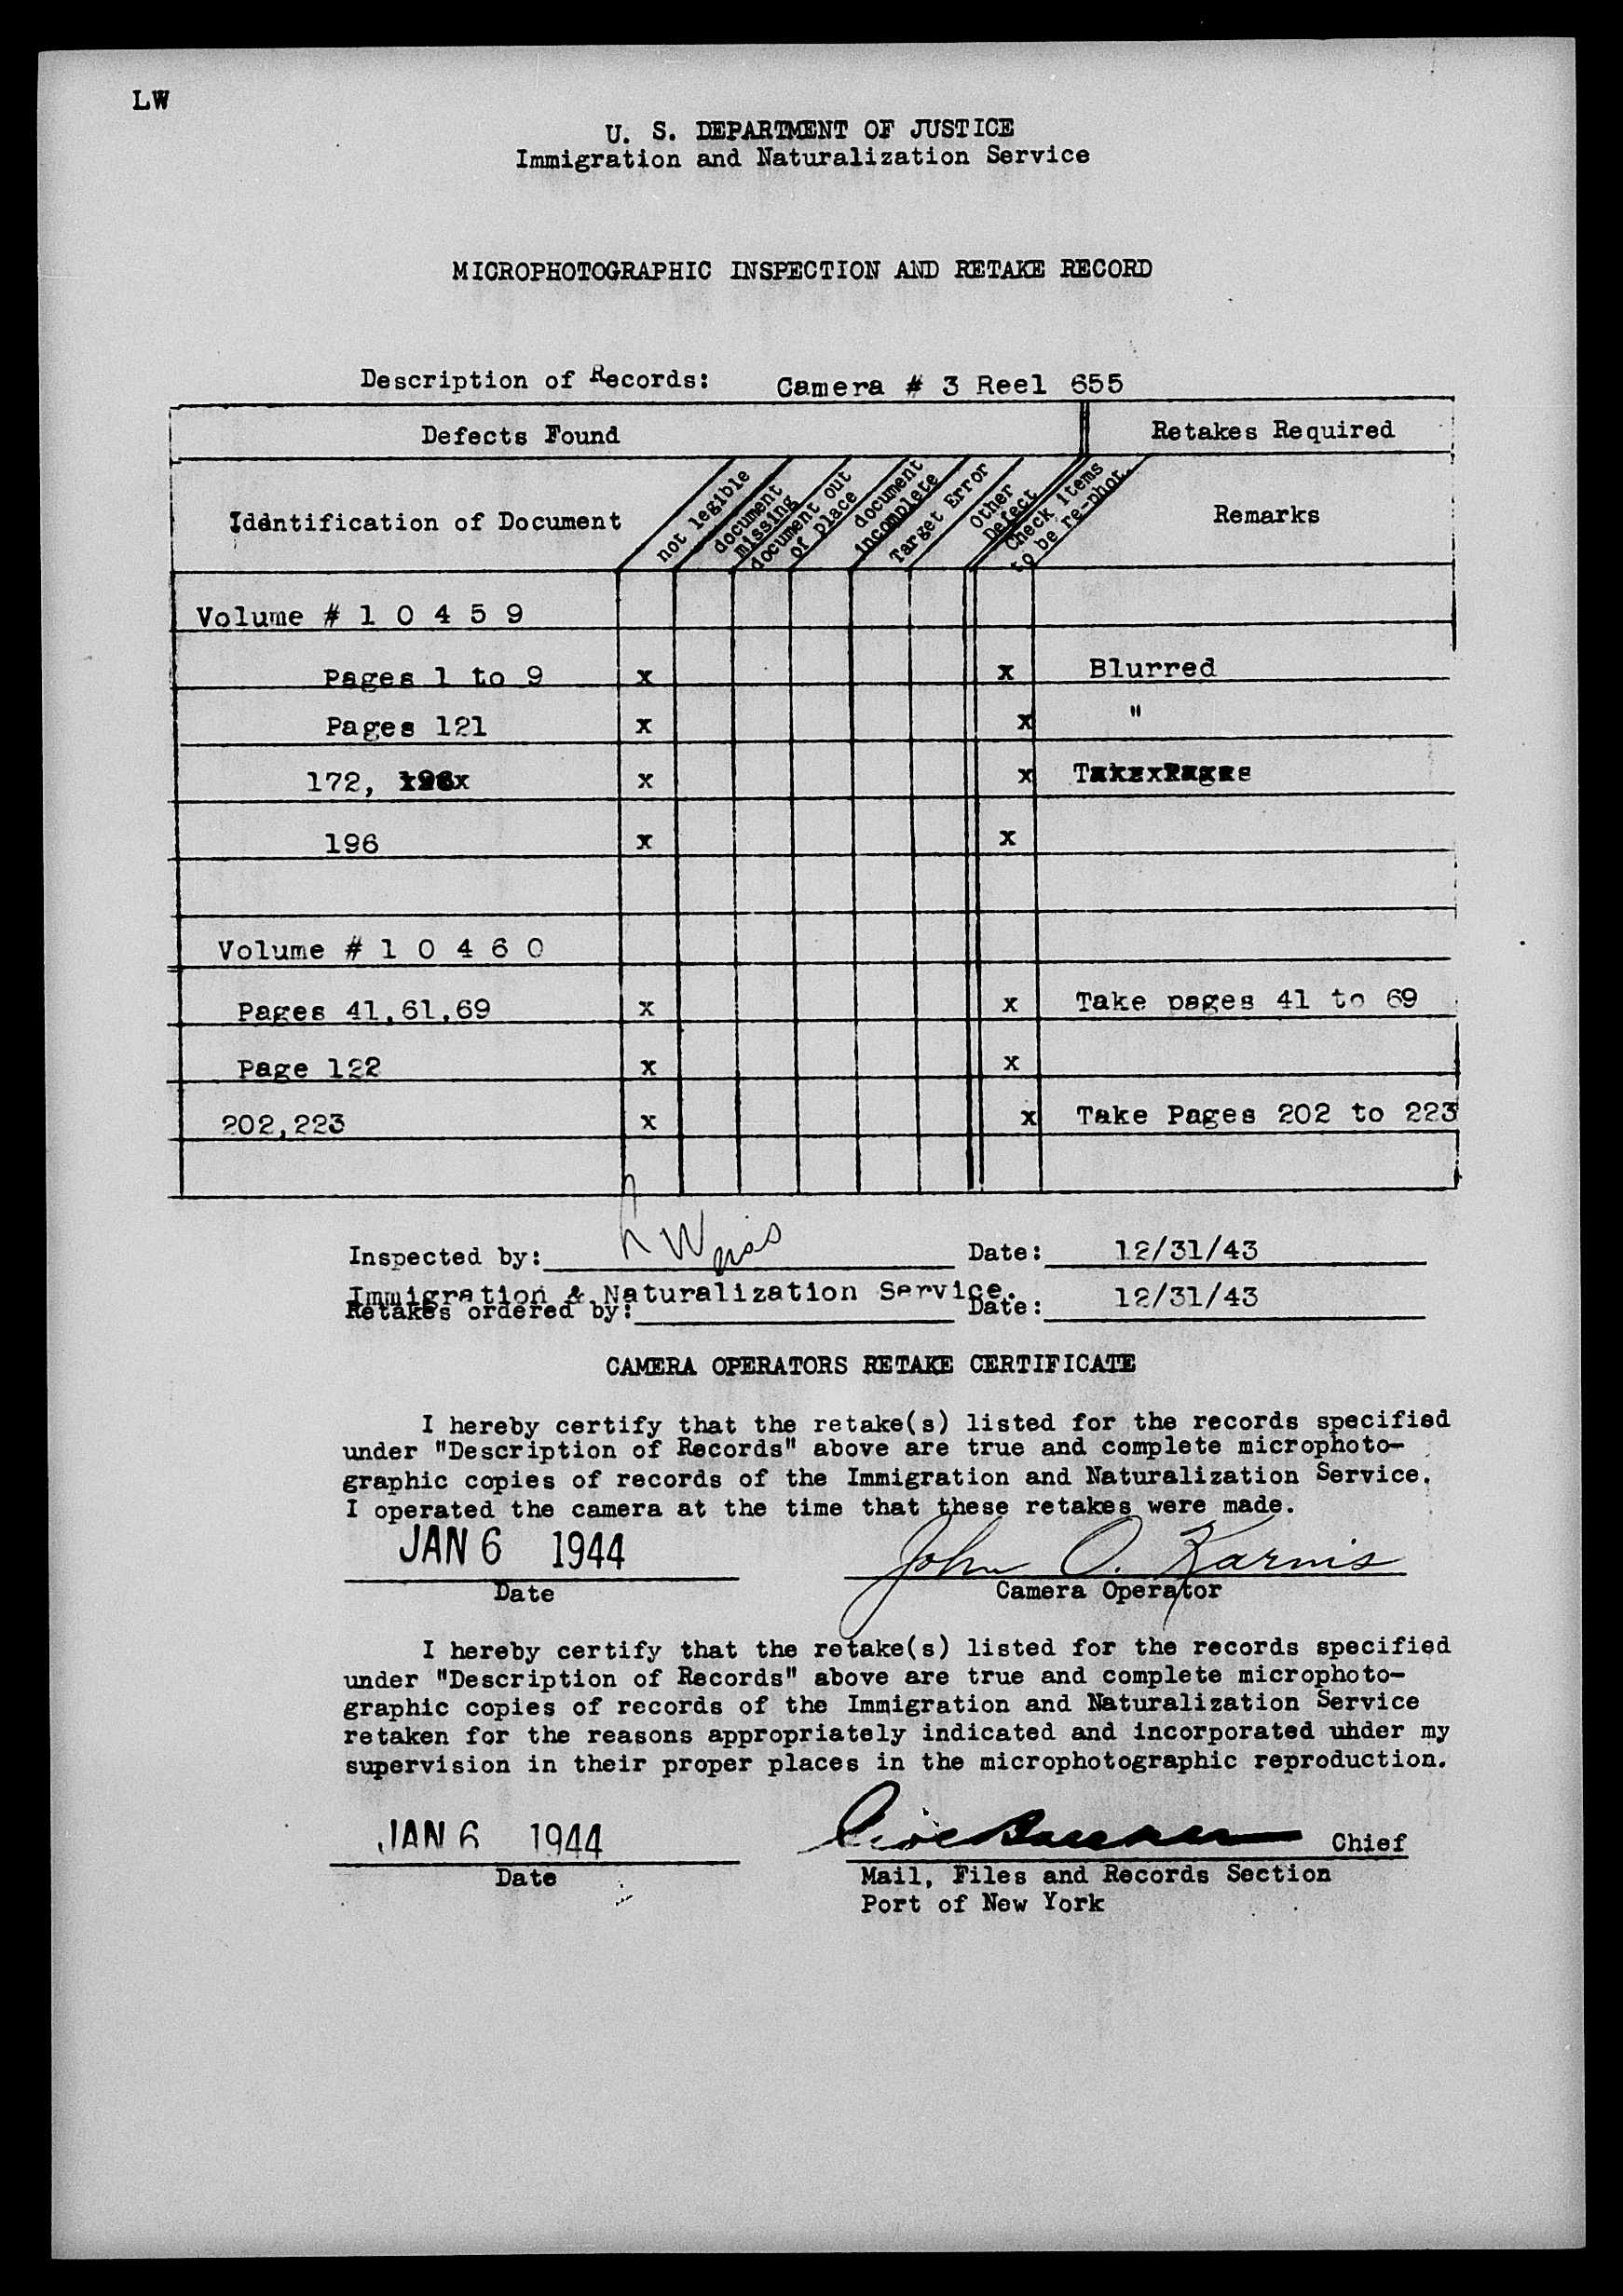 LW
U. S. DEPARTMENT OF JUSTICE
Immigration and Naturalization Service
MICROPHOTOGRAPHIC INSPECTION AND RETAKE RECORD
Description of Records: Camera # 3 Reel 655
Defects Found Retakes Required
Identification of Document not legible document missing document out of place document incomplete Target Error Other Defect Check items to be re-phot. Remarks
Volume # 1 0 4 5 9
Pages 1 to 9 x x Blurred
Pages 121 x x "
172, x x
196 x x
Volume # 1 0 4 6 0
Pages 41,61,69 x x Take pages 41 to 69
Page 122 x x
202,223 x x Take Pages 202 to 223
Inspected by: Weiss Date: 12/31/43
Immigration & Naturalization Service.
Retakes ordered by: Date: 12/31/43
CAMERA OPERATORS RETAKE CERTIFICATE
I hereby certify that the retake(s) listed for the records specified
under "Description of Records" above are true and complete microphoto-
graphic copies of records of the Immigration and Naturalization Service.
I operated the camera at the time that these retakes were made.
JAN 6 1944 John O. Karnis
Date Camera Operator
I hereby certify that the retake(s) listed for the records specified
under "Description of Records" above are true and complete microphoto-
graphic copies of records of the Immigration and Naturalization Service
retaken for the reasons appropriately indicated and incorporated uhder my
supervision in their proper places in the microphotographic reproduction.
JAN 6 1944 Chief
Date Mail, Files and Records Section
Port of New York